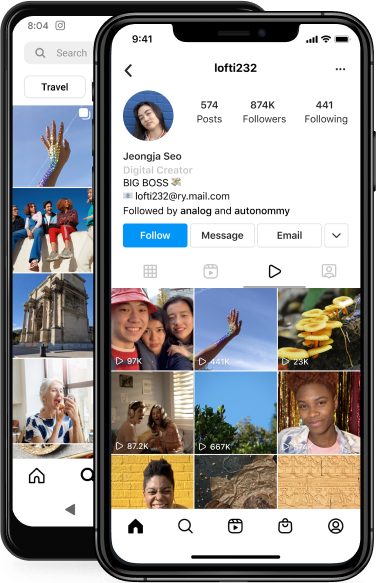 8:04
Search
Travel
9:41
lofti232
574
874K
441
Posts
Followers
Following
Jeongja Seo
Digital Creator
BIG BOSS
lofti232@ry.mail.com
Followed by analog and autonommy
Follow
Message
Email
97K
441K
23K
87.2K
667K